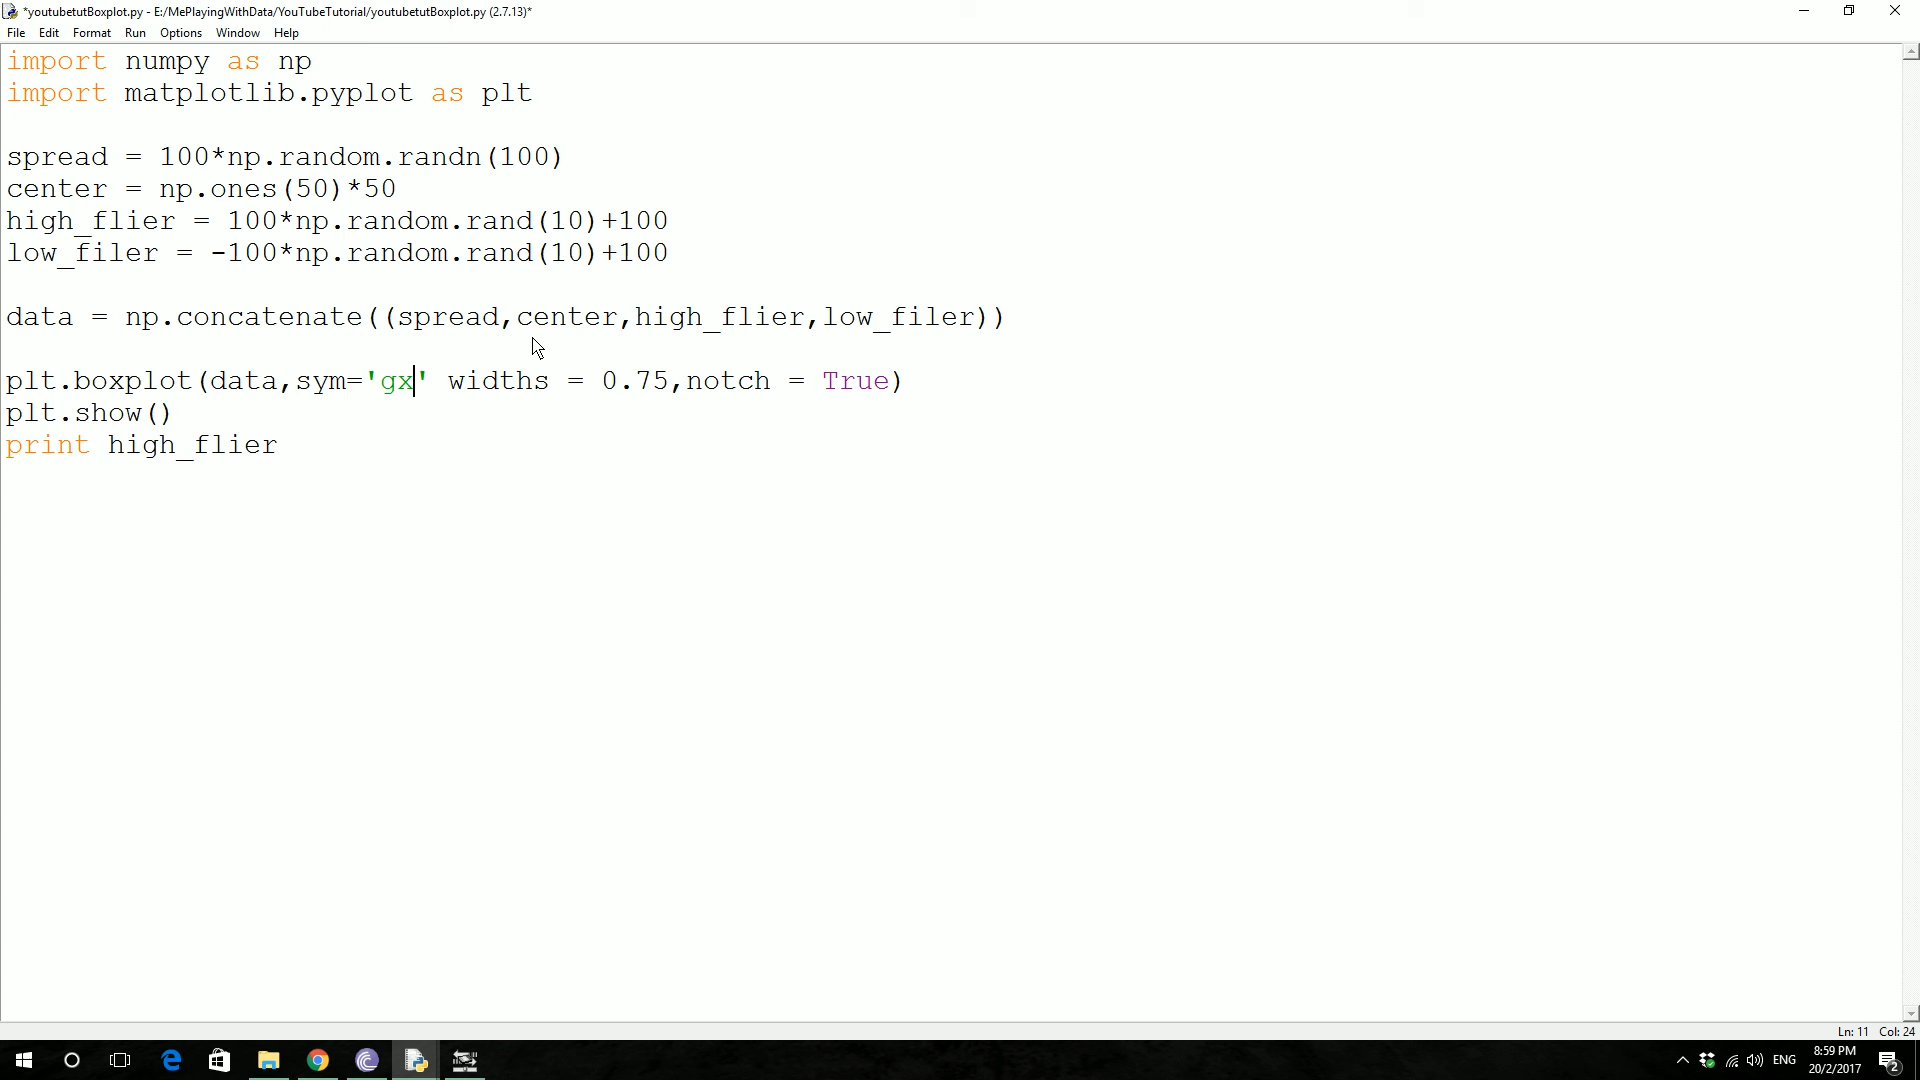 *youtubetutBoxplot.py - E:/MePlayingWithData/YouTubeTutorial/youtubetutBoxplot.py (2.7.13)*
File Edit Format Run Options Window Help
import numpy as np
import matplotlib.pyplot as plt
spread = 100*np.random.randn(100)
center = np.ones(50)*50
high_flier = 100*np.random.rand(10)+100
low_filer = -100*np.random.rand(10)+100
data = np.concatenate((spread,center,high_flier,low_filer))
plt.boxplot(data,sym='gx' widths = 0.75,notch = True)
plt.show()
print high_flier
Ln: 11 Col: 24
ENG
8:59 PM
20/2/2017
2